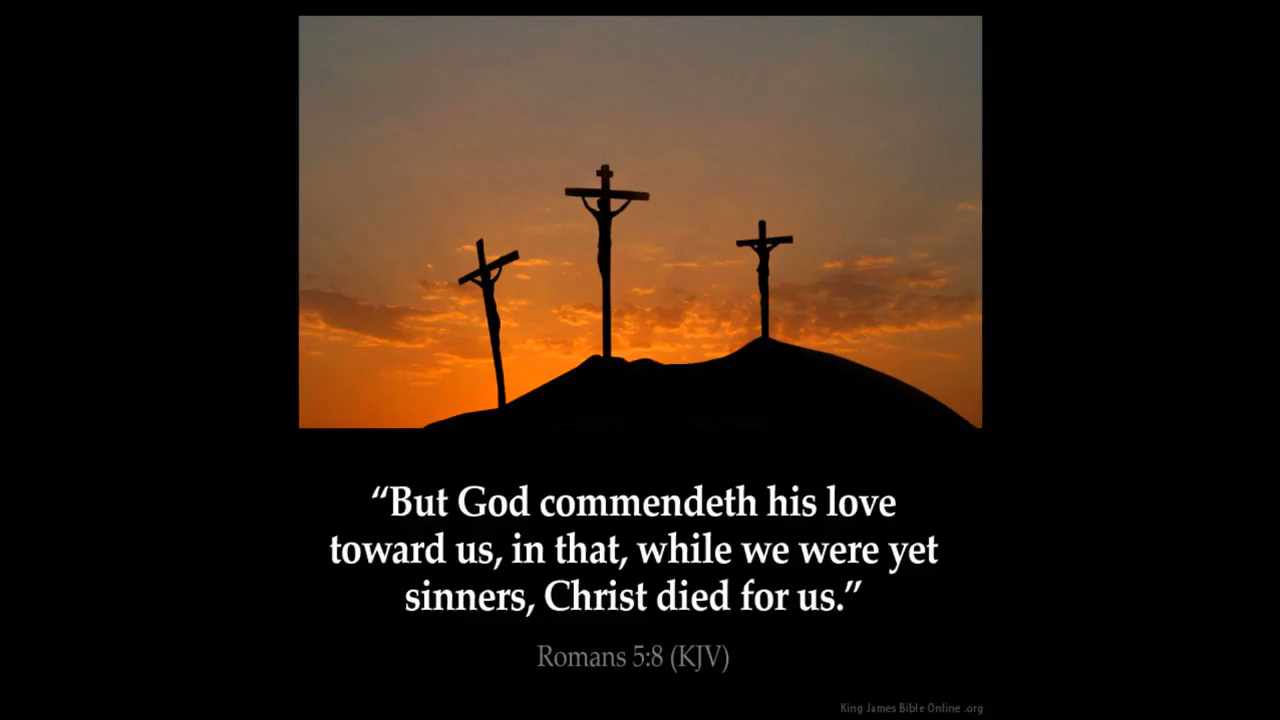 “But God commendeth his love
toward us, in that, while we were yet
sinners, Christ died for us.”
Romans 5:8 (KJV)
King James Bible Online .org